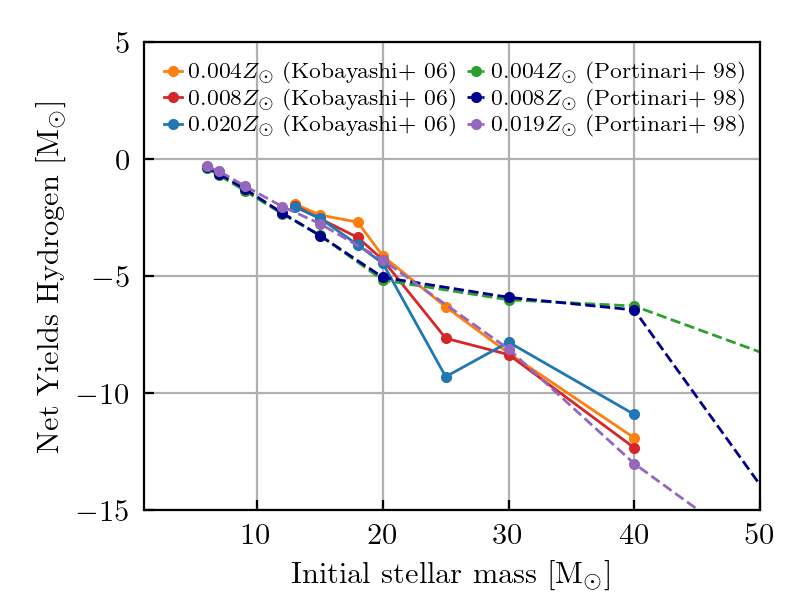 5
0.004Z⊙ (Kobayashi+ 06) 0.004Z⊙ (Portinari+ 98)
0.008Z⊙ (Kobayashi+ 06) 0.008Z⊙ (Portinari+ 98)
0.020Z⊙ (Kobayashi+ 06) 0.019Z⊙ (Portinari+ 98)
0
−5
−10
−15
Net Yields Hydrogen [M⊙]
10 20 30 40 50
Initial stellar mass [M⊙]